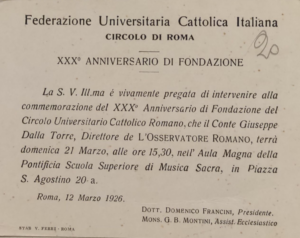 Federazione Universitaria Cattolica Italiana
CIRCOLO DI ROMA
20
XXX° ANNIVERSARIO DI FONDAZIONE
La S. V. Ill.ma é vivamente pregata di intervenire alla
commemorazione del XXX° Anniversario di Fondazione del
Circolo Universitario Cattolico Romano, che il Conte Giuseppe
Dalla Torre, Direttore de L'OSSERVATORE ROMANO, terrà
domenica 21 Marzo, alle ore 15,30, nell' Aula Magna della
Pontificia Scuola Superiore di Musica Sacra, in Piazza
S. Agostino 20-a.
Roma, 12 Marzo 1926.
DOTT. DOMENICO FRANCINI, Presidente.
MONS. G. B. MONTINI, Assist. Ecclesiastico
V. FERRI - ROMA